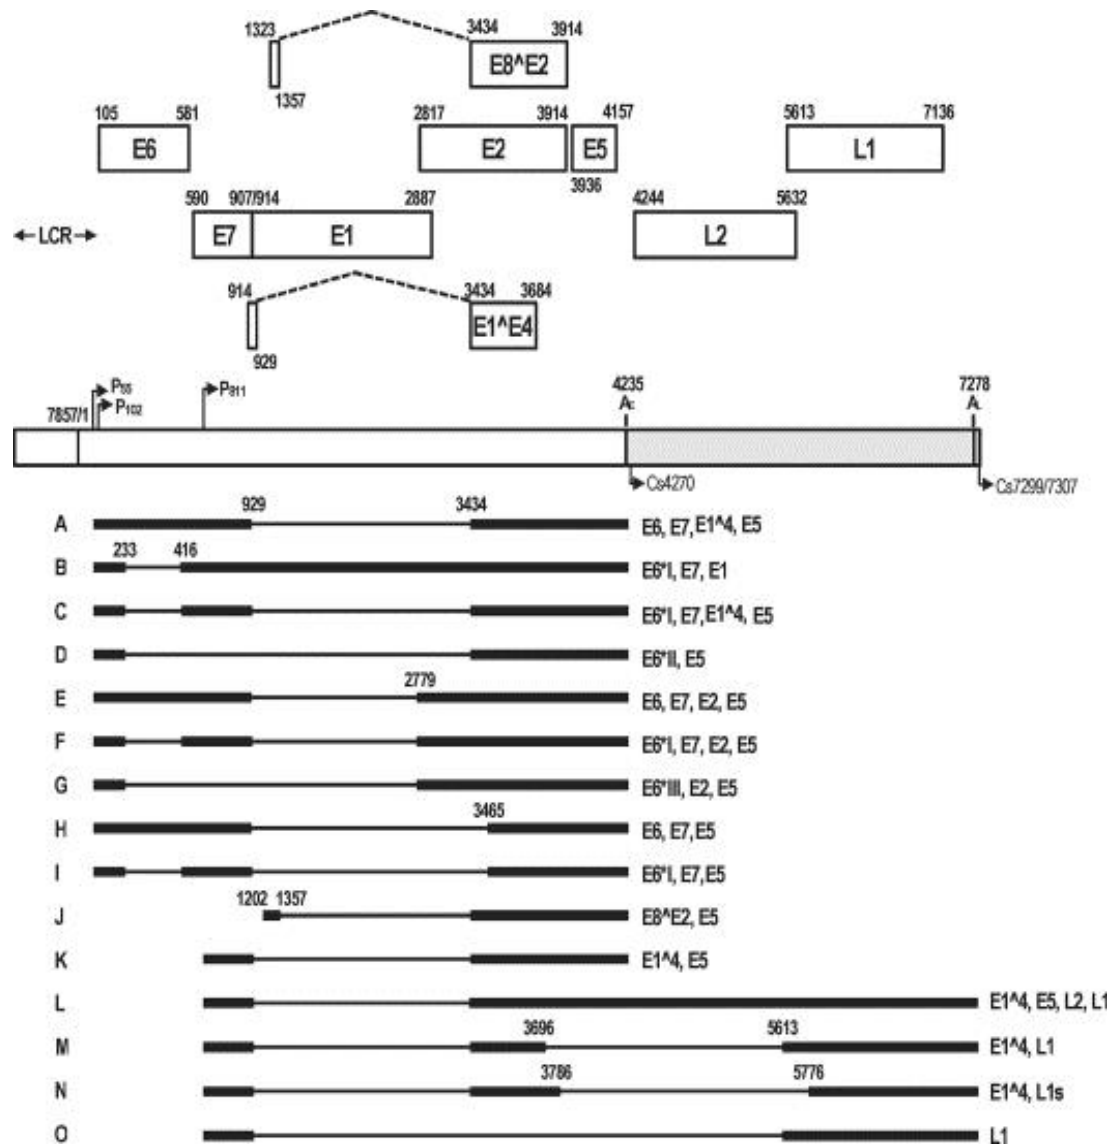 1323 3434 3914
E8^E2
1357
105 581 2817 3914 4157 5613 7136
E6 E2 E5 L1
3936
590 907/914 2887 4244 5632
←LCR→ E7 E1 L2
914 3434 3684
E1^E4
929
P55 P811 4235 7278
7857/1 P102 AE AL
Cs4270 Cs7299/7307
929 3434
A E6, E7, E1^4, E5
233 416
B E6*I, E7, E1
C E6*I, E7, E1^4, E5
D E6*II, E5
2779
E E6, E7, E2, E5
F E6*I, E7, E2, E5
G E6*III, E2, E5
3465
H E6, E7, E5
I E6*I, E7, E5
1202 1357
J E8^E2, E5
K E1^4, E5
L E1^4, E5, L2, L1
3696 5613
M E1^4, L1
3786 5776
N E1^4, L1s
O L1